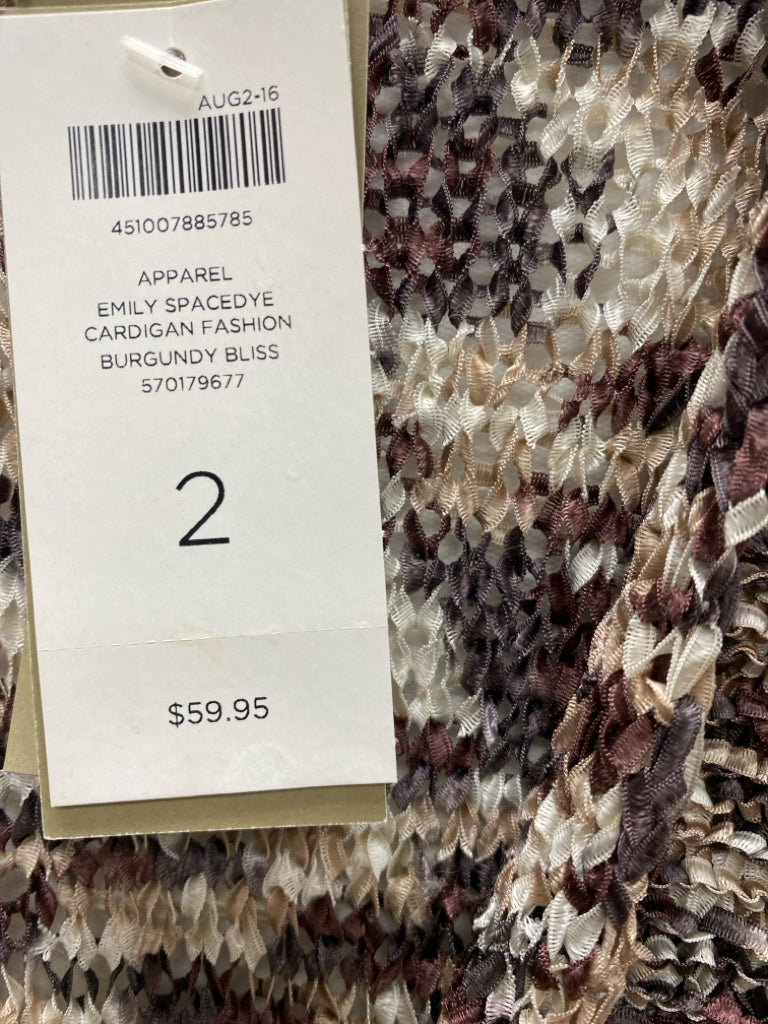 AUG2-16
451007885785
APPAREL
EMILY SPACEDYE
CARDIGAN FASHION
BURGUNDY BLISS
570179677
2
$59.95